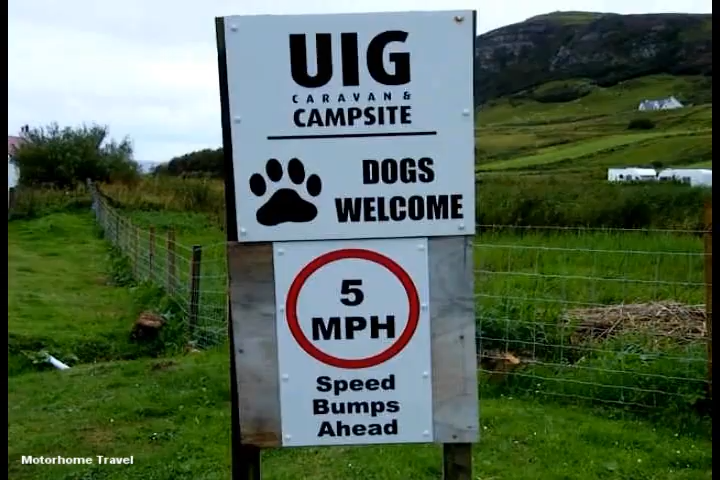 UIG
CARAVAN &
CAMPSITE
DOGS
WELCOME
5
MPH
Speed
Bumps
Ahead
Motorhome Travel